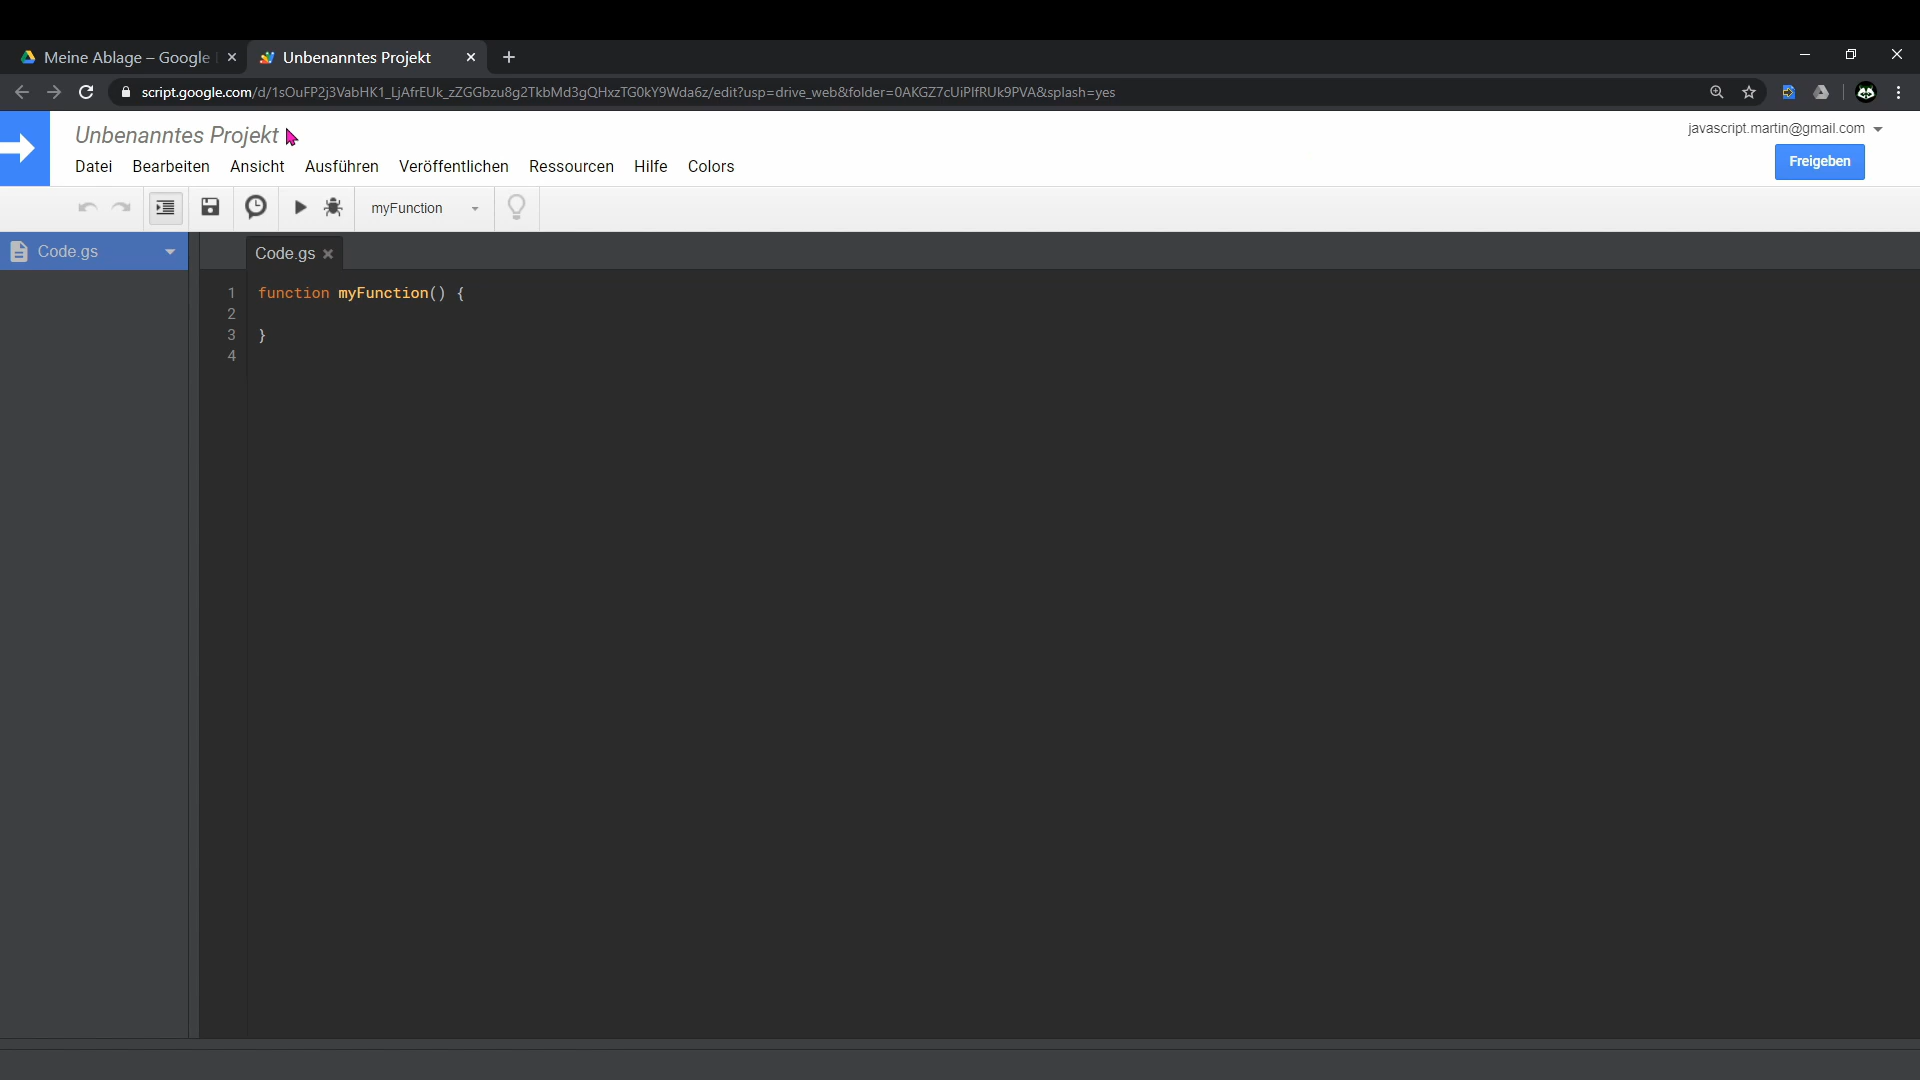 Meine Ablage – Google
Unbenanntes Projekt
script.google.com/d/1sOuFP2j3VabHK1_LjAfrEUk_zZGGbzu8g2TkbMd3gQHxzTG0kY9Wda6z/edit?usp=drive_web&folder=0AKGZ7cUiPlfRUk9PVA&splash=yes
Unbenanntes Projekt
javascript.martin@gmail.com
Datei Bearbeiten Ansicht Ausführen Veröffentlichen Ressourcen Hilfe Colors
Freigeben
myFunction
Code.gs
Code.gs
1 function myFunction() {
2
3 }
4